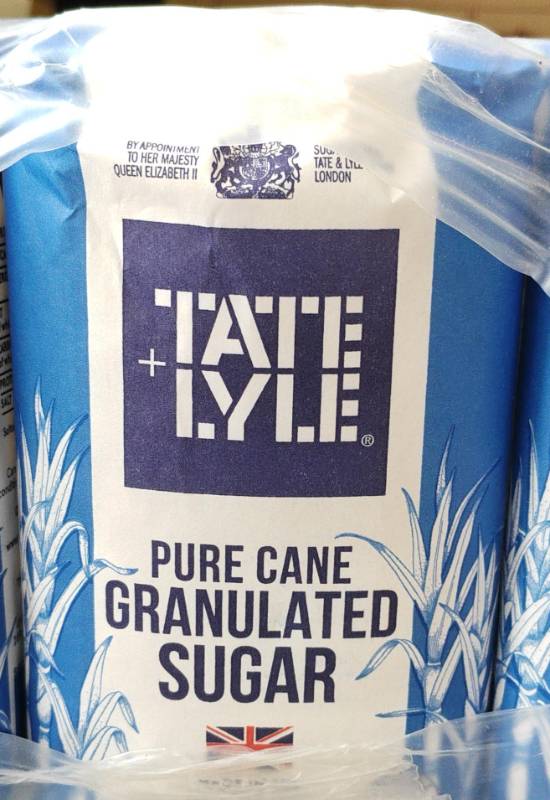 BY APPOINTMENT
TO HER MAJESTY
QUEEN ELIZABETH II
TATE & LYLE
LONDON
+TATE
LYLE®
PURE CANE
GRANULATED
SUGAR